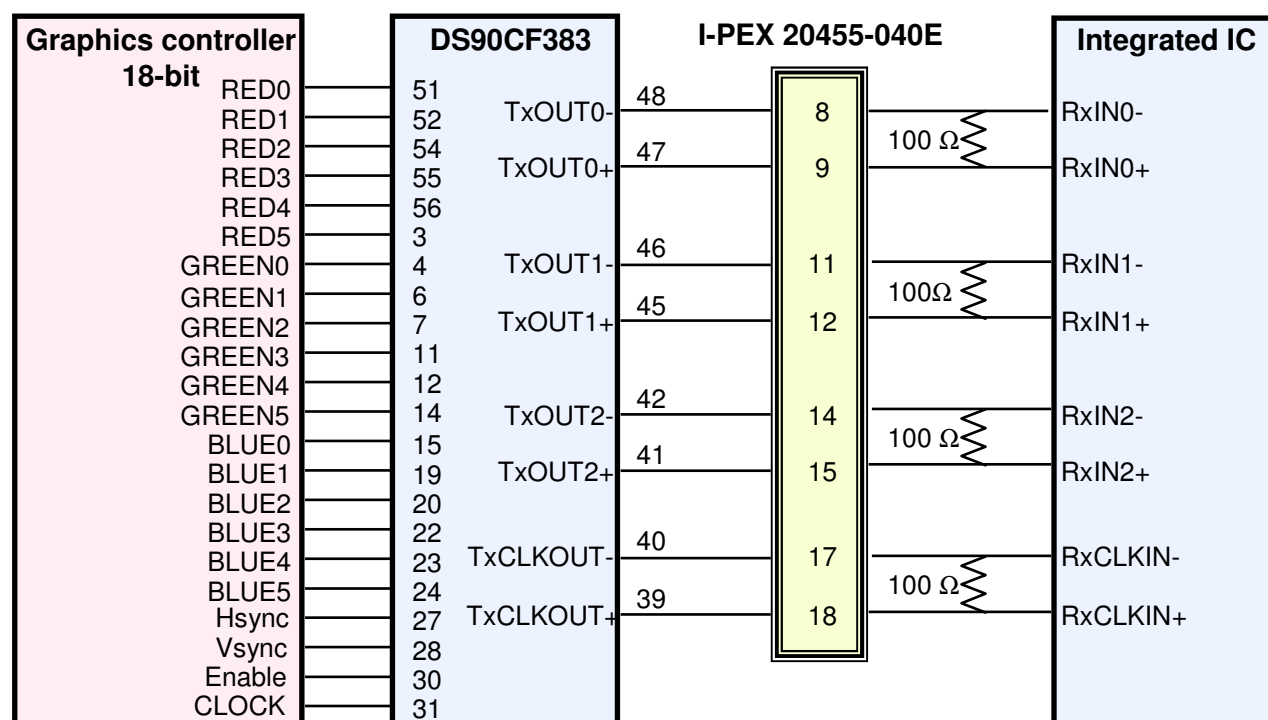 Graphics controller
18-bit
DS90CF383
I-PEX 20455-040E
Integrated IC
RED0 51
RED1 52
RED2 54
RED3 55
RED4 56
RED5 3
GREEN0 4
GREEN1 6
GREEN2 7
GREEN3 11
GREEN4 12
GREEN5 14
BLUE0 15
BLUE1 19
BLUE2 20
BLUE3 22
BLUE4 23
BLUE5 24
Hsync 27
Vsync 28
Enable 30
CLOCK 31
TxOUT0- 48 8 RxIN0-
100 Ω
TxOUT0+ 47 9 RxIN0+
TxOUT1- 46 11 RxIN1-
100Ω
TxOUT1+ 45 12 RxIN1+
TxOUT2- 42 14 RxIN2-
100 Ω
TxOUT2+ 41 15 RxIN2+
TxCLKOUT- 40 17 RxCLKIN-
100 Ω
TxCLKOUT+ 39 18 RxCLKIN+